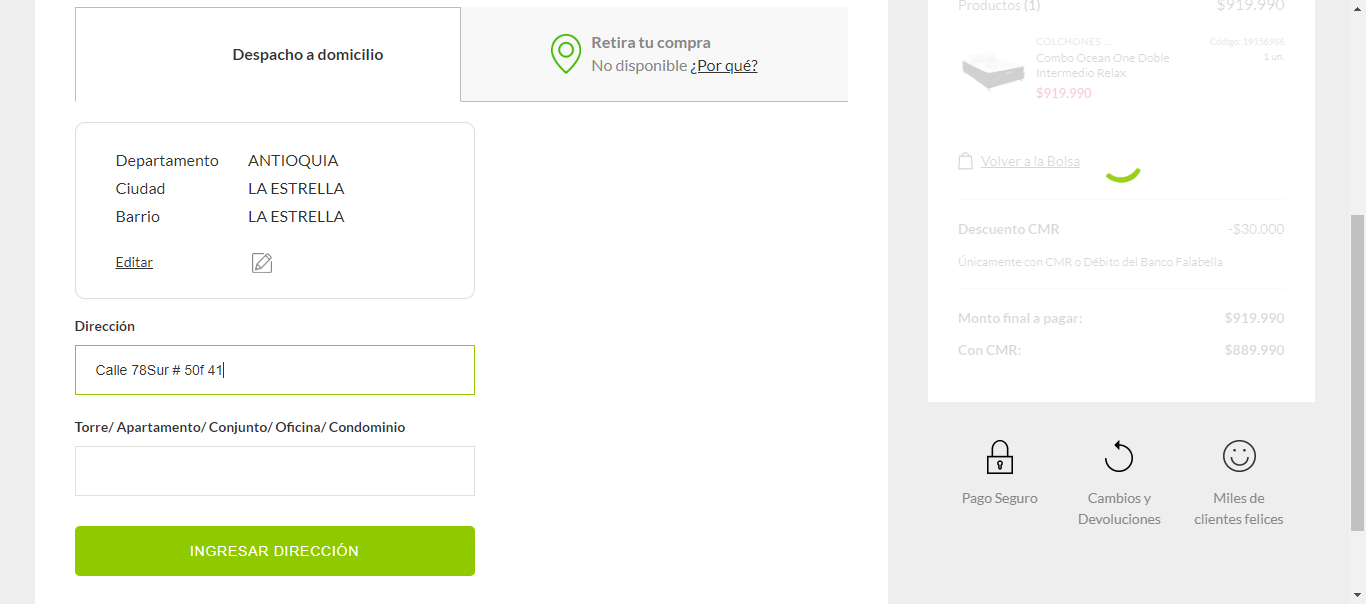 Despacho a domicilio
Retira tu compra
No disponible ¿Por qué?
Departamento ANTIOQUIA
Ciudad LA ESTRELLA
Barrio LA ESTRELLA
Editar
Dirección
Calle 78Sur # 50f 41
Torre/ Apartamento/ Conjunto/ Oficina/ Condominio
INGRESAR DIRECCIÓN
Productos (1) $919.990
COLCHONES ... Código: 19156986
Combo Ocean One Doble 1 un.
Intermedio Relax
$919.990
Volver a la Bolsa
Descuento CMR -$30.000
Únicamente con CMR o Débito del Banco Falabella
Monto final a pagar: $919.990
Con CMR: $889.990
Pago Seguro
Cambios y
Devoluciones
Miles de
clientes felices